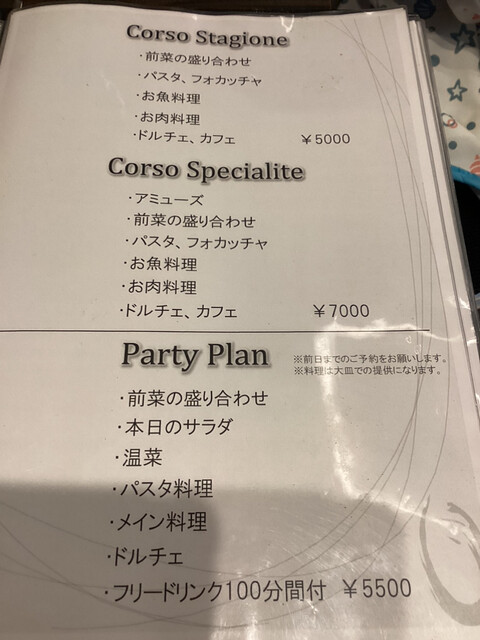 Corso Stagione
・前菜の盛り合わせ
・パスタ、フォカッチャ
・お魚料理
・お肉料理
・ドルチェ、カフェ ￥5000
Corso Specialite
・アミューズ
・前菜の盛り合わせ
・パスタ、フォカッチャ
・お魚料理
・お肉料理
・ドルチェ、カフェ ￥7000
Party Plan
※前日までのご予約をお願いします。
※料理は大皿での提供になります。
・前菜の盛り合わせ
・本日のサラダ
・温菜
・パスタ料理
・メイン料理
・ドルチェ
・フリードリンク100分間付 ￥5500